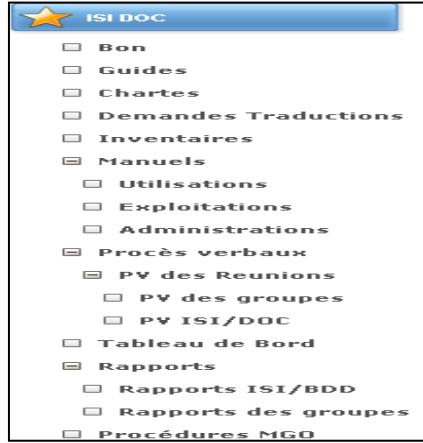 ISI DOC
Bon
Guides
Chartes
Demandes Traductions
Inventaires
Manuels
Utilisations
Exploitations
Administrations
Procès verbaux
PV des Reunions
PV des groupes
PV ISI/DOC
Tableau de Bord
Rapports
Rapports ISI/BDD
Rapports des groupes
Procédures MGO